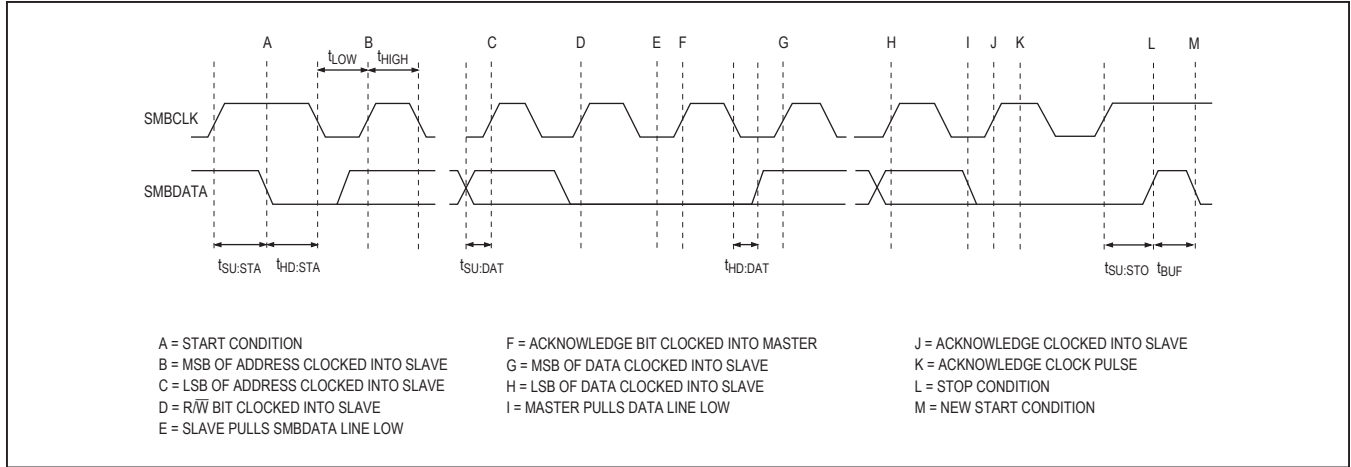 A B C D E F G H I J K L M
tLOW tHIGH
SMBCLK
SMBDATA
tSU:STA tHD:STA tSU:DAT tHD:DAT tSU:STO tBUF
A = START CONDITION
B = MSB OF ADDRESS CLOCKED INTO SLAVE
C = LSB OF ADDRESS CLOCKED INTO SLAVE
D = R/W̅ BIT CLOCKED INTO SLAVE
E = SLAVE PULLS SMBDATA LINE LOW
F = ACKNOWLEDGE BIT CLOCKED INTO MASTER
G = MSB OF DATA CLOCKED INTO SLAVE
H = LSB OF DATA CLOCKED INTO SLAVE
I = MASTER PULLS DATA LINE LOW
J = ACKNOWLEDGE CLOCKED INTO SLAVE
K = ACKNOWLEDGE CLOCK PULSE
L = STOP CONDITION
M = NEW START CONDITION